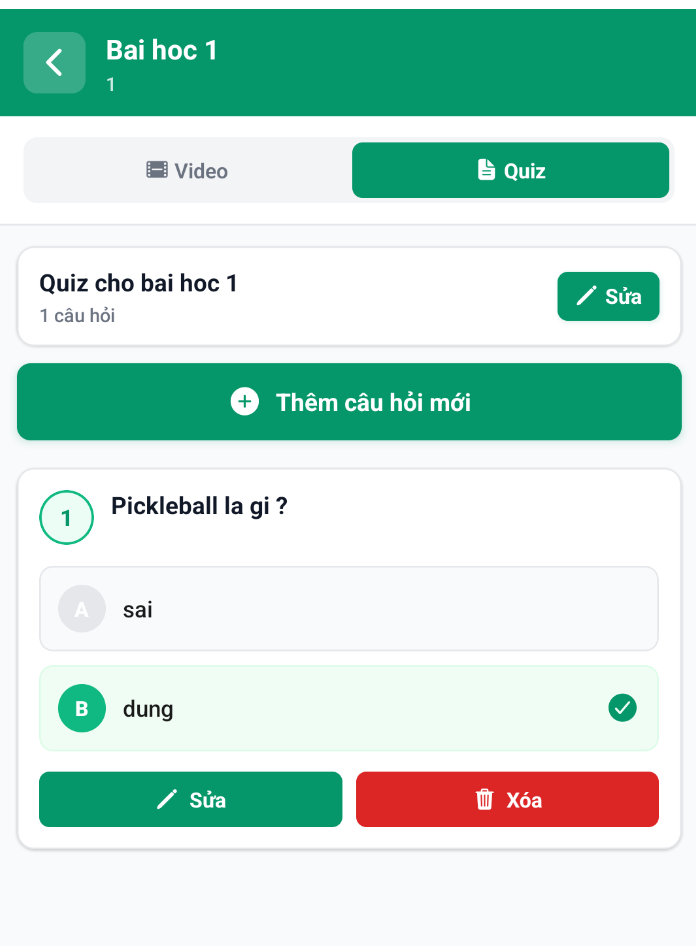 Bai hoc 1
1
Video
Quiz
Quiz cho bai hoc 1
1 câu hỏi
Sửa
Thêm câu hỏi mới
1
Pickleball la gi ?
A
sai
B
dung
Sửa
Xóa